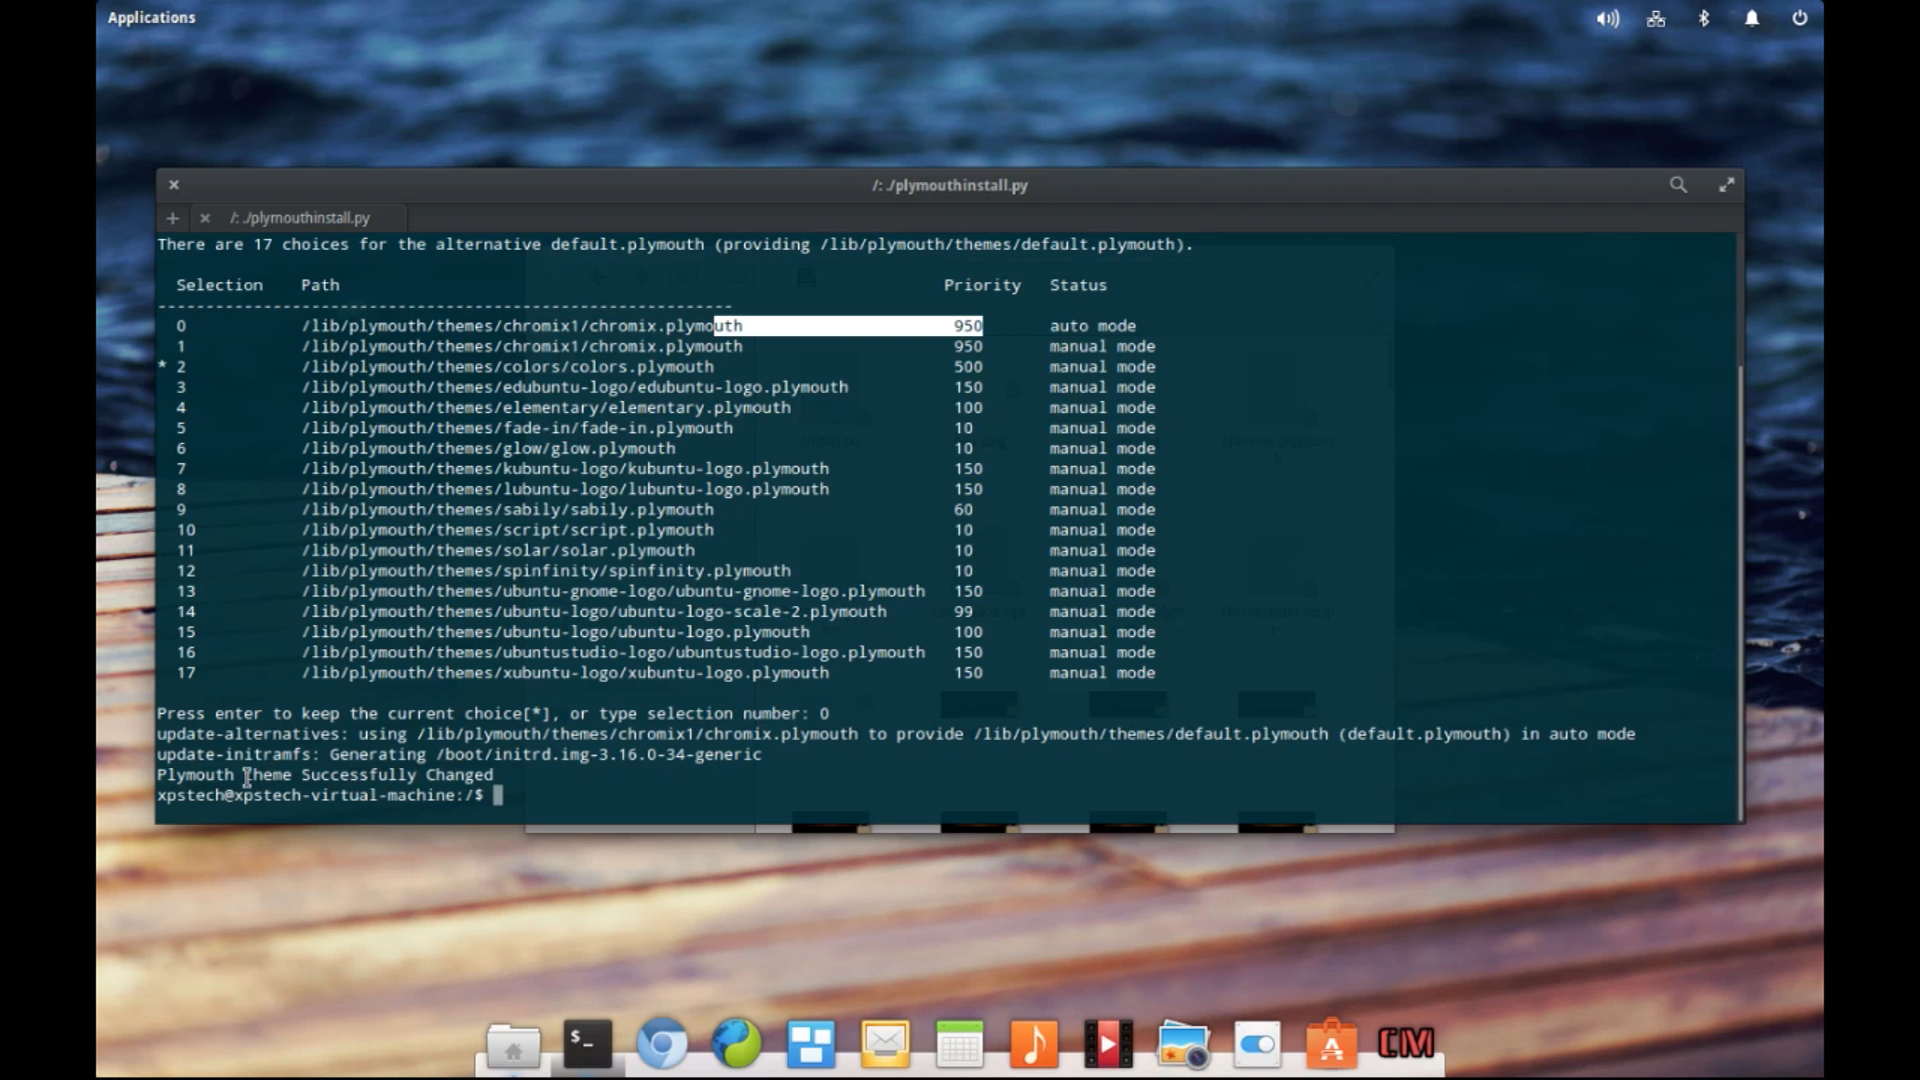 Applications
/: ./plymouthinstall.py
/: ./plymouthinstall.py
There are 17 choices for the alternative default.plymouth (providing /lib/plymouth/themes/default.plymouth).
Selection    Path    Priority   Status
------------------------------------------------------------
0   /lib/plymouth/themes/chromix1/chromix.plymouth   950   auto mode
1   /lib/plymouth/themes/chromix1/chromix.plymouth   950   manual mode
* 2   /lib/plymouth/themes/colors/colors.plymouth   500   manual mode
3   /lib/plymouth/themes/edubuntu-logo/edubuntu-logo.plymouth   150   manual mode
4   /lib/plymouth/themes/elementary/elementary.plymouth   100   manual mode
5   /lib/plymouth/themes/fade-in/fade-in.plymouth   10   manual mode
6   /lib/plymouth/themes/glow/glow.plymouth   10   manual mode
7   /lib/plymouth/themes/kubuntu-logo/kubuntu-logo.plymouth   150   manual mode
8   /lib/plymouth/themes/lubuntu-logo/lubuntu-logo.plymouth   150   manual mode
9   /lib/plymouth/themes/sabily/sabily.plymouth   60   manual mode
10   /lib/plymouth/themes/script/script.plymouth   10   manual mode
11   /lib/plymouth/themes/solar/solar.plymouth   10   manual mode
12   /lib/plymouth/themes/spinfinity/spinfinity.plymouth   10   manual mode
13   /lib/plymouth/themes/ubuntu-gnome-logo/ubuntu-gnome-logo.plymouth   150   manual mode
14   /lib/plymouth/themes/ubuntu-logo/ubuntu-logo-scale-2.plymouth   99   manual mode
15   /lib/plymouth/themes/ubuntu-logo/ubuntu-logo.plymouth   100   manual mode
16   /lib/plymouth/themes/ubuntustudio-logo/ubuntustudio-logo.plymouth   150   manual mode
17   /lib/plymouth/themes/xubuntu-logo/xubuntu-logo.plymouth   150   manual mode
Press enter to keep the current choice[*], or type selection number: 0
update-alternatives: using /lib/plymouth/themes/chromix1/chromix.plymouth to provide /lib/plymouth/themes/default.plymouth (default.plymouth) in auto mode
update-initramfs: Generating /boot/initrd.img-3.16.0-34-generic
Plymouth Theme Successfully Changed
xpstech@xpstech-virtual-machine:/$
$_
CM